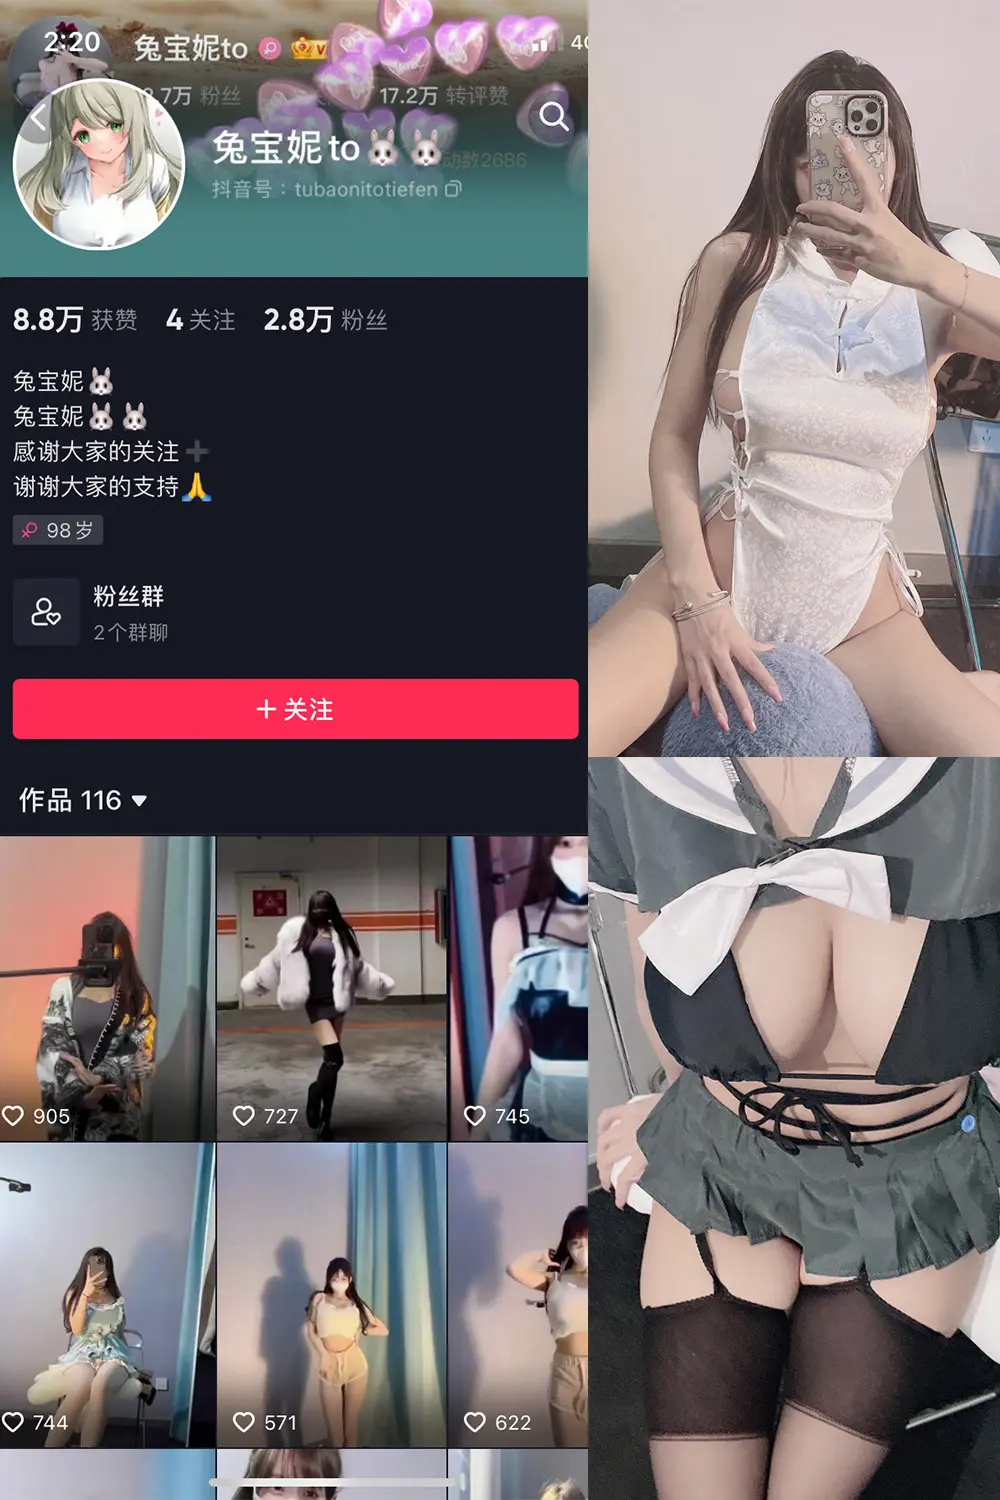 2:20
兔宝妮to
4
.7万 粉丝
17.2万 转评赞
兔宝妮to🐰🐰
动数2686
抖音号：tubaonitotiefen
8.8万 获赞 4 关注 2.8万 粉丝
兔宝妮🐰
兔宝妮🐰🐰
感谢大家的关注➕
谢谢大家的支持🙏
98岁
粉丝群
2个群聊
+ 关注
作品 116
905
727
745
744
571
622